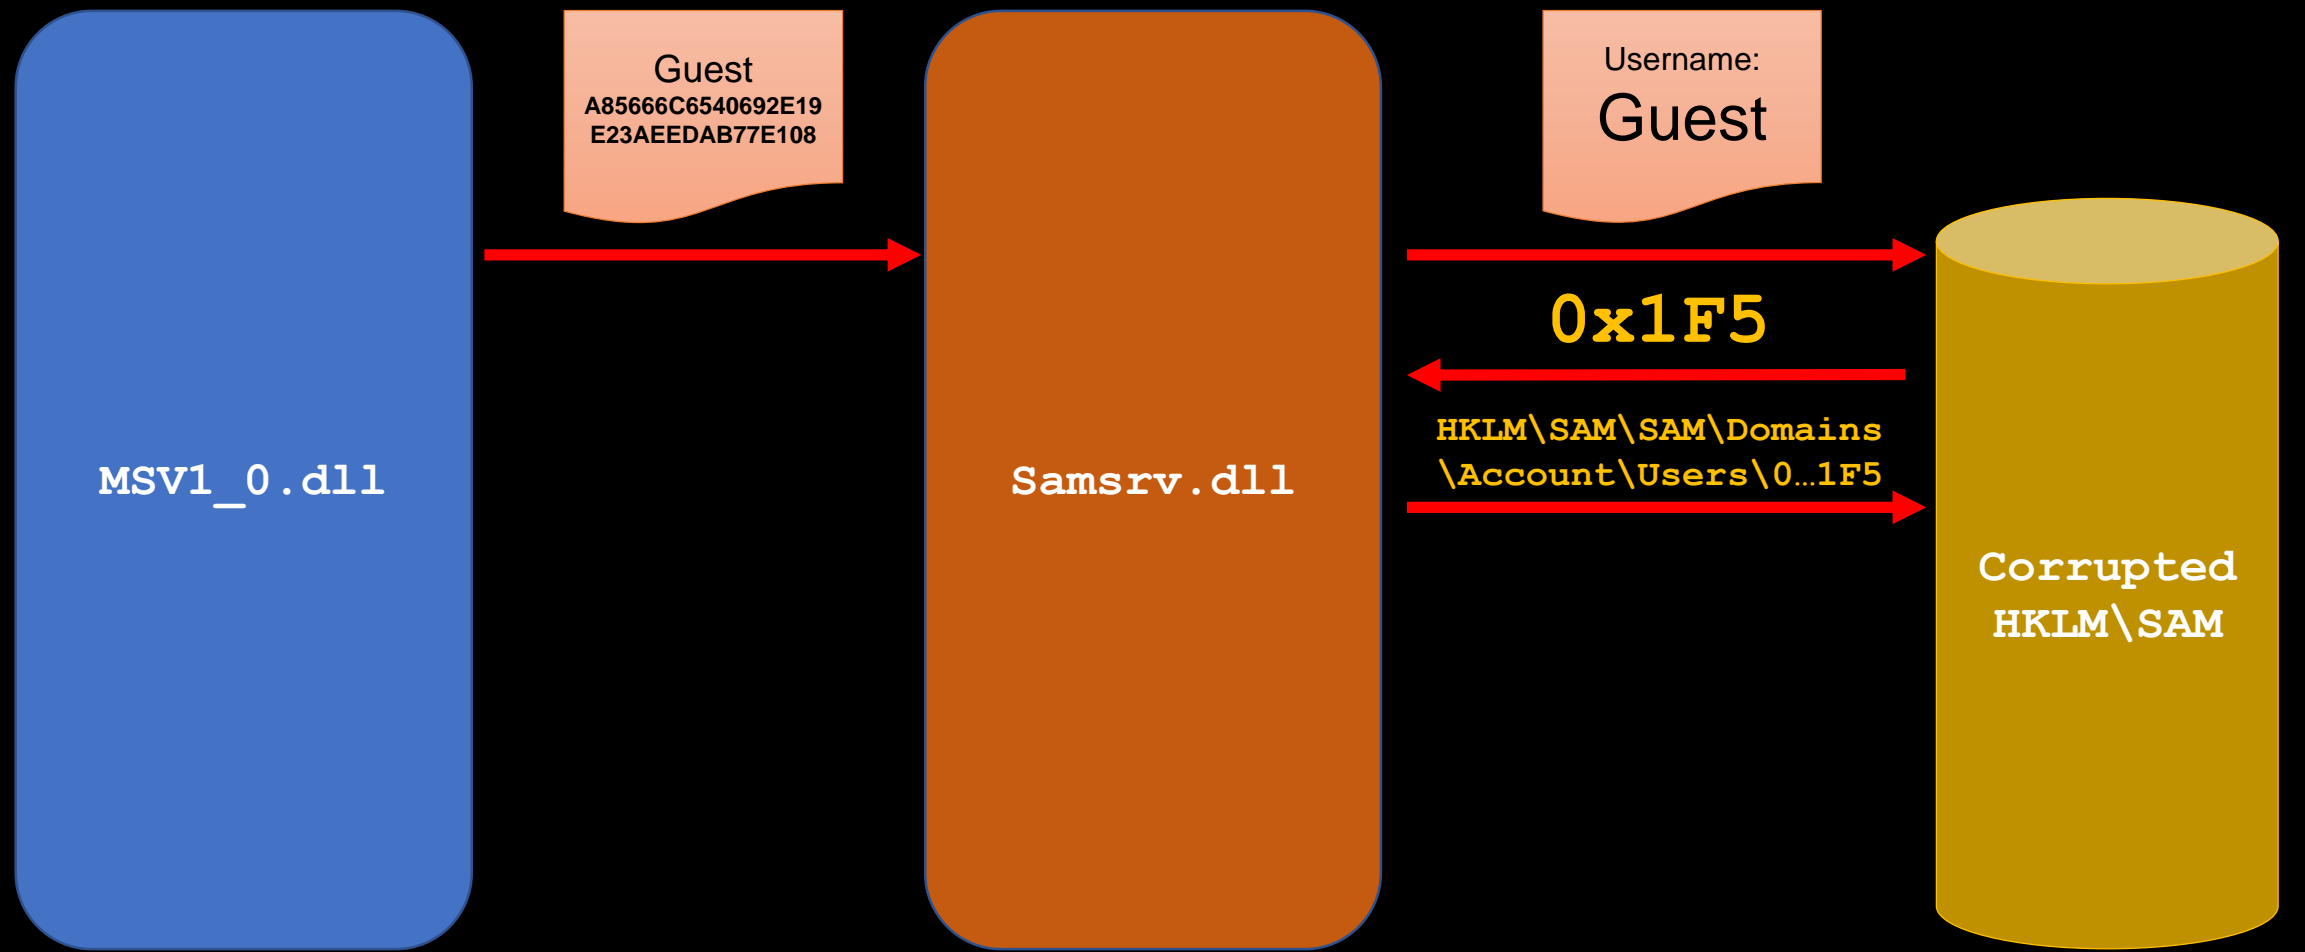 Guest
A85666C6540692E19
E23AEEDAB77E108
Username:
Guest
0x1F5
HKLM\SAM\SAM\Domains
\Account\Users\0…1F5
MSV1_0.dll
Samsrv.dll
Corrupted
HKLM\SAM